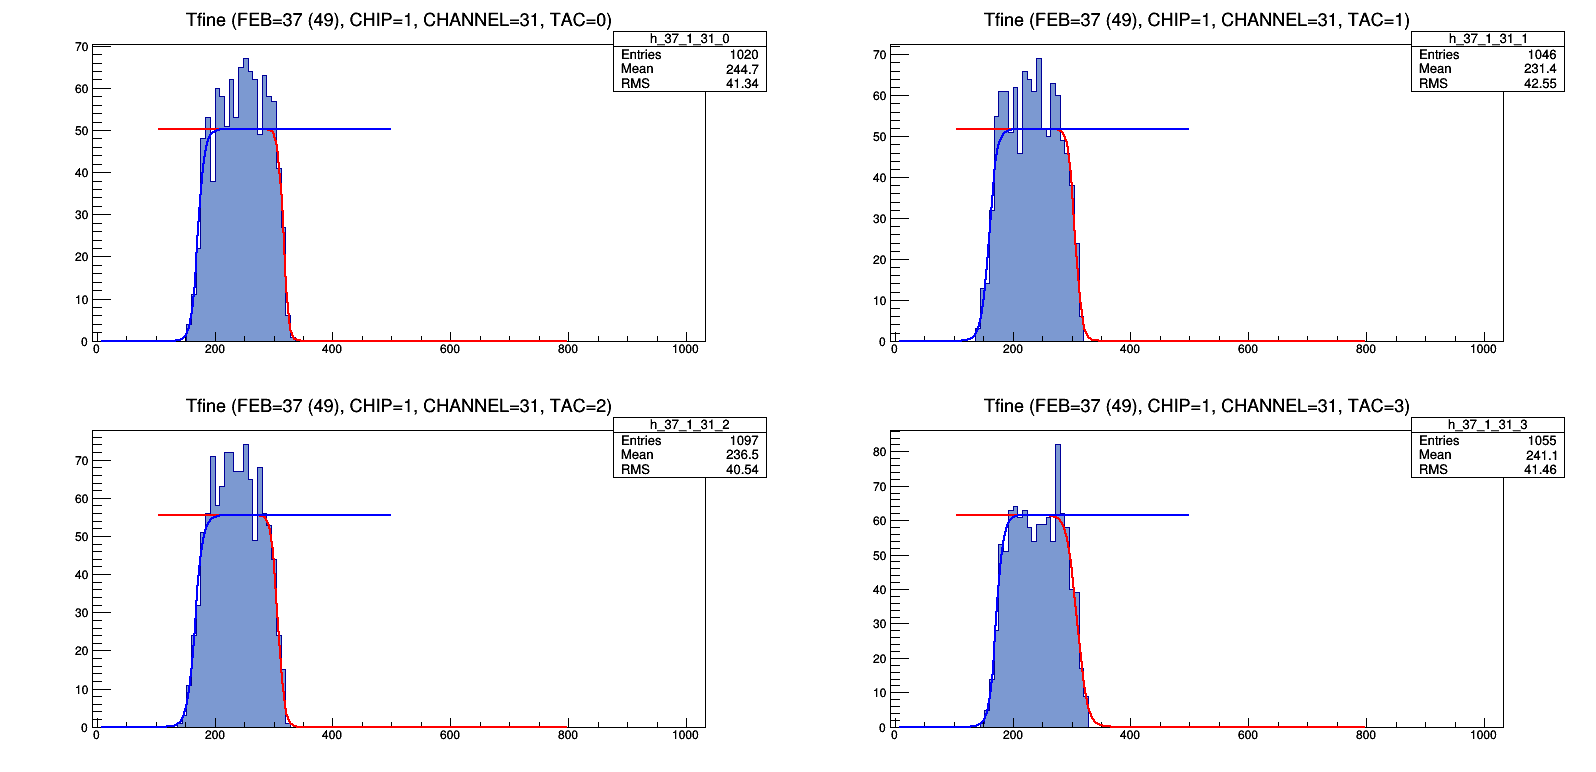 Tfine (FEB=37 (49), CHIP=1, CHANNEL=31, TAC=0)
h_37_1_31_0
Entries 1020
Mean 244.7
RMS 41.34
70
60
50
40
30
20
10
0
0 200 400 600 800 1000
Tfine (FEB=37 (49), CHIP=1, CHANNEL=31, TAC=1)
h_37_1_31_1
Entries 1046
Mean 231.4
RMS 42.55
70
60
50
40
30
20
10
0
0 200 400 600 800 1000
Tfine (FEB=37 (49), CHIP=1, CHANNEL=31, TAC=2)
h_37_1_31_2
Entries 1097
Mean 236.5
RMS 40.54
70
60
50
40
30
20
10
0
0 200 400 600 800 1000
Tfine (FEB=37 (49), CHIP=1, CHANNEL=31, TAC=3)
h_37_1_31_3
Entries 1055
Mean 241.1
RMS 41.46
80
70
60
50
40
30
20
10
0
0 200 400 600 800 1000